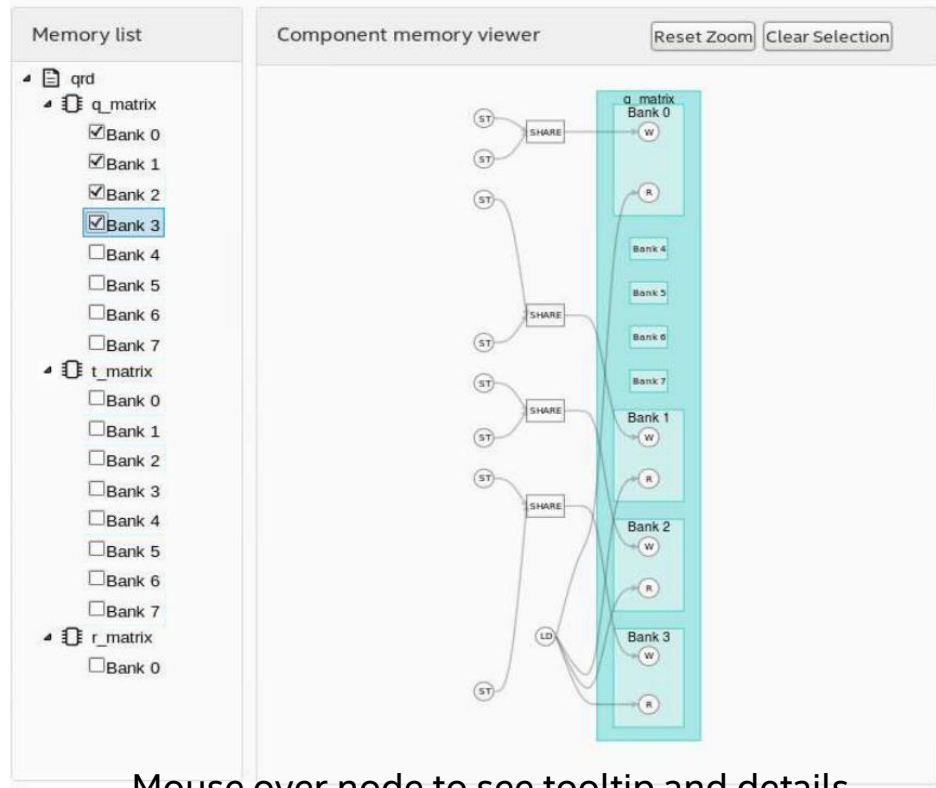 Memory list
qrd
q_matrix
Bank 0
Bank 1
Bank 2
Bank 3
Bank 4
Bank 5
Bank 6
Bank 7
t_matrix
Bank 0
Bank 1
Bank 2
Bank 3
Bank 4
Bank 5
Bank 6
Bank 7
r_matrix
Bank 0
Component memory viewer
Reset Zoom
Clear Selection
q_matrix
Bank 0
ST
SHARE
W
ST
ST
R
Bank 4
Bank 5
SHARE
Bank 6
ST
Bank 7
ST
SHARE
Bank 1
ST
W
ST
R
SHARE
Bank 2
W
R
LD
Bank 3
W
ST
R
Mouse over node to see tooltip and details